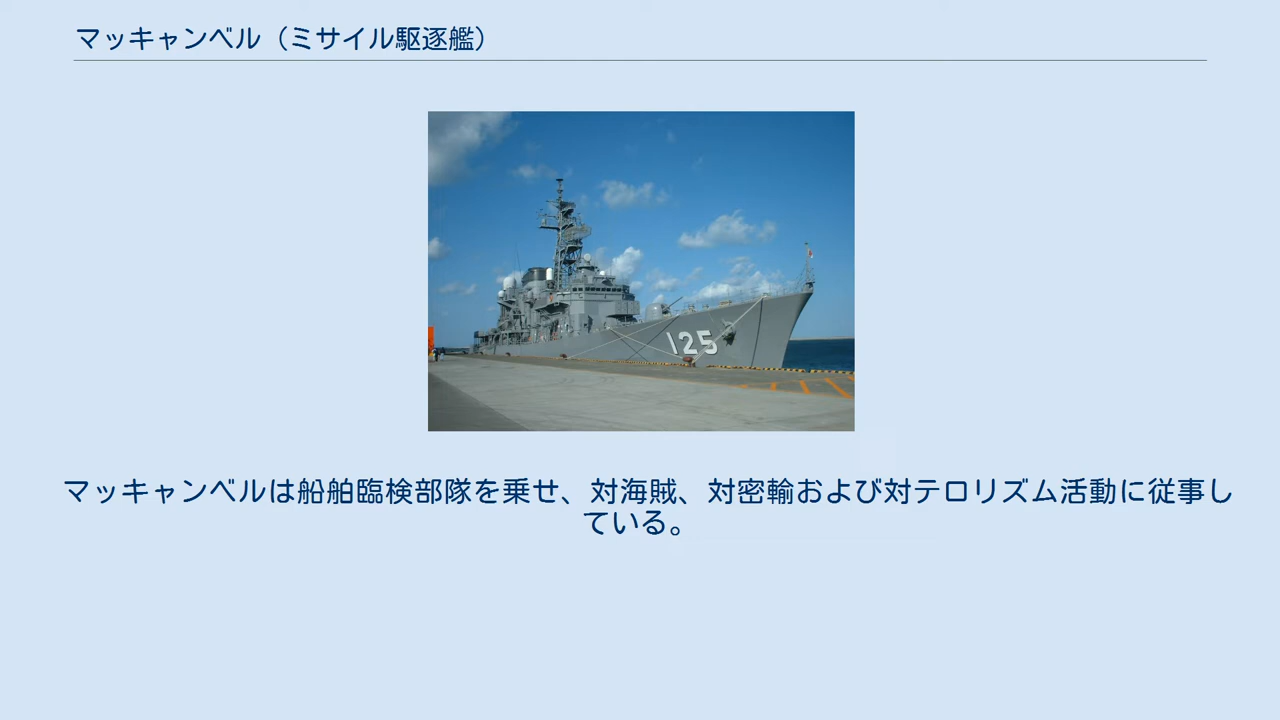 マッキャンベル（ミサイル駆逐艦）
125
マッキャンベルは船舶臨検部隊を乗せ、対海賊、対密輸および対テロリズム活動に従事し
ている。